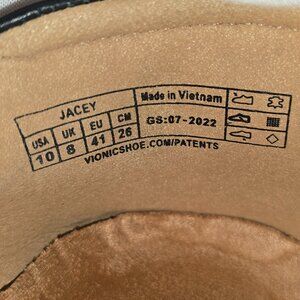 JACEY
USA UK EU CM
10 8 41 26
Made in Vietnam
GS:07-2022
VIONICSHOE.COM/PATENTS